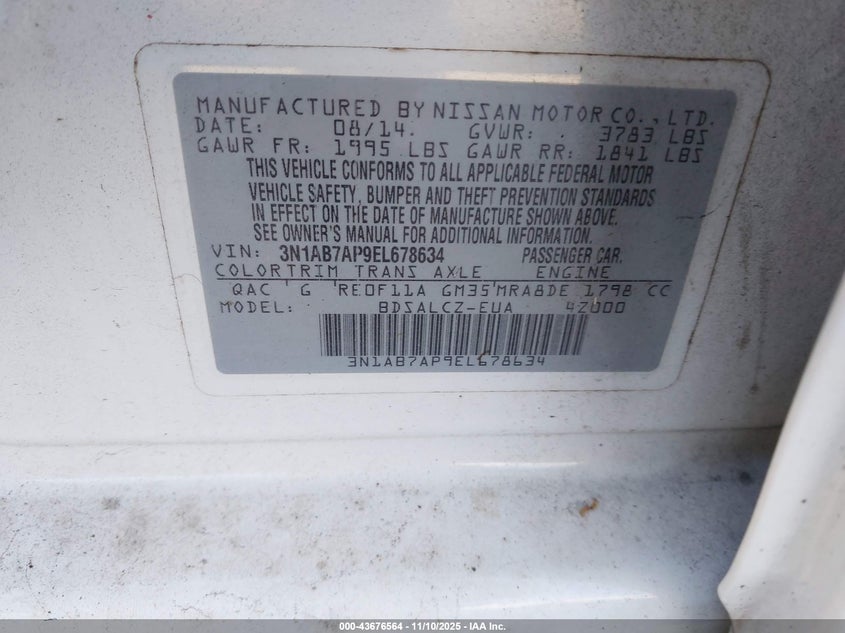 MANUFACTURED BY NISSAN MOTOR CO., LTD.
DATE: 08/14. GVWR: . 3783 LBS
GAWR FR: 1995 LBS GAWR RR: 1841 LBS
THIS VEHICLE CONFORMS TO ALL APPLICABLE FEDERAL MOTOR
VEHICLE SAFETY, BUMPER AND THEFT PREVENTION STANDARDS
IN EFFECT ON THE DATE OF MANUFACTURE SHOWN ABOVE.
SEE OWNER'S MANUAL FOR ADDITIONAL INFORMATION.
VIN: 3N1AB7AP9EL678634 PASSENGER CAR.
COLOR TRIM TRANS AXLE ENGINE
QAC G RE0F11A GM35 MRA8DE 1798 CC
MODEL: BDSALCZ-EUA 4Z000
3N1AB7AP9EL678634
000-43676564 | 11/10/2025 - IAA Inc.